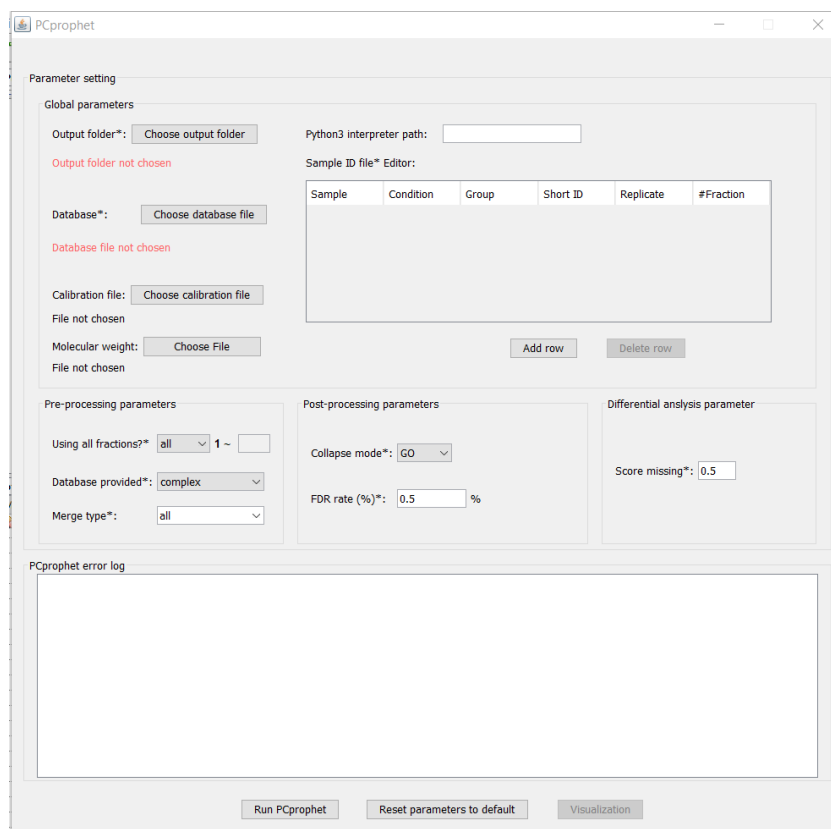 PCprophet
Parameter setting
Global parameters
Output folder*: Choose output folder
Python3 interpreter path:
Output folder not chosen
Sample ID file* Editor:
Sample Condition Group Short ID Replicate #Fraction
Database*: Choose database file
Database file not chosen
Calibration file: Choose calibration file
File not chosen
Molecular weight: Choose File
Add row Delete row
File not chosen
Pre-processing parameters
Using all fractions?* all 1 ~
Database provided*: complex
Merge type*: all
Post-processing parameters
Collapse mode*: GO
FDR rate (%)*: 0.5 %
Differential anslysis parameter
Score missing*: 0.5
PCprophet error log
Run PCprophet Reset parameters to default Visualization